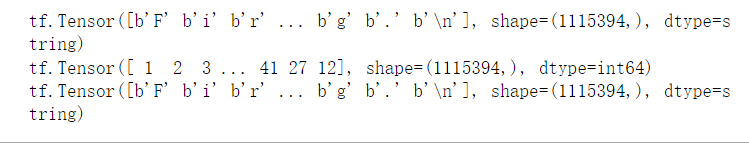 tf.Tensor([b'F' b'i' b'r' ... b'g' b'.' b'\n'], shape=(1115394,), dtype=s
tring)
tf.Tensor([ 1  2  3 ... 41 27 12], shape=(1115394,), dtype=int64)
tf.Tensor([b'F' b'i' b'r' ... b'g' b'.' b'\n'], shape=(1115394,), dtype=s
tring)